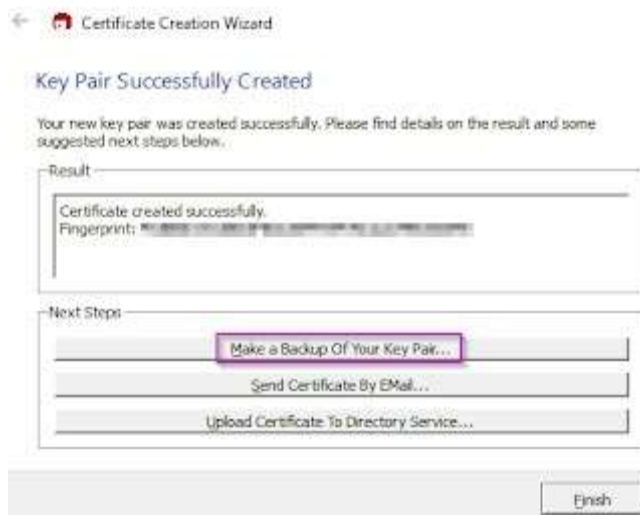 Certificate Creation Wizard
Key Pair Successfully Created
Your new key pair was created successfully. Please find details on the result and some
suggested next steps below.
Result
Certificate created successfully.
Fingerprint:
Next Steps
Make a Backup Of Your Key Pair...
Send Certificate By EMail...
Upload Certificate To Directory Service...
Finish